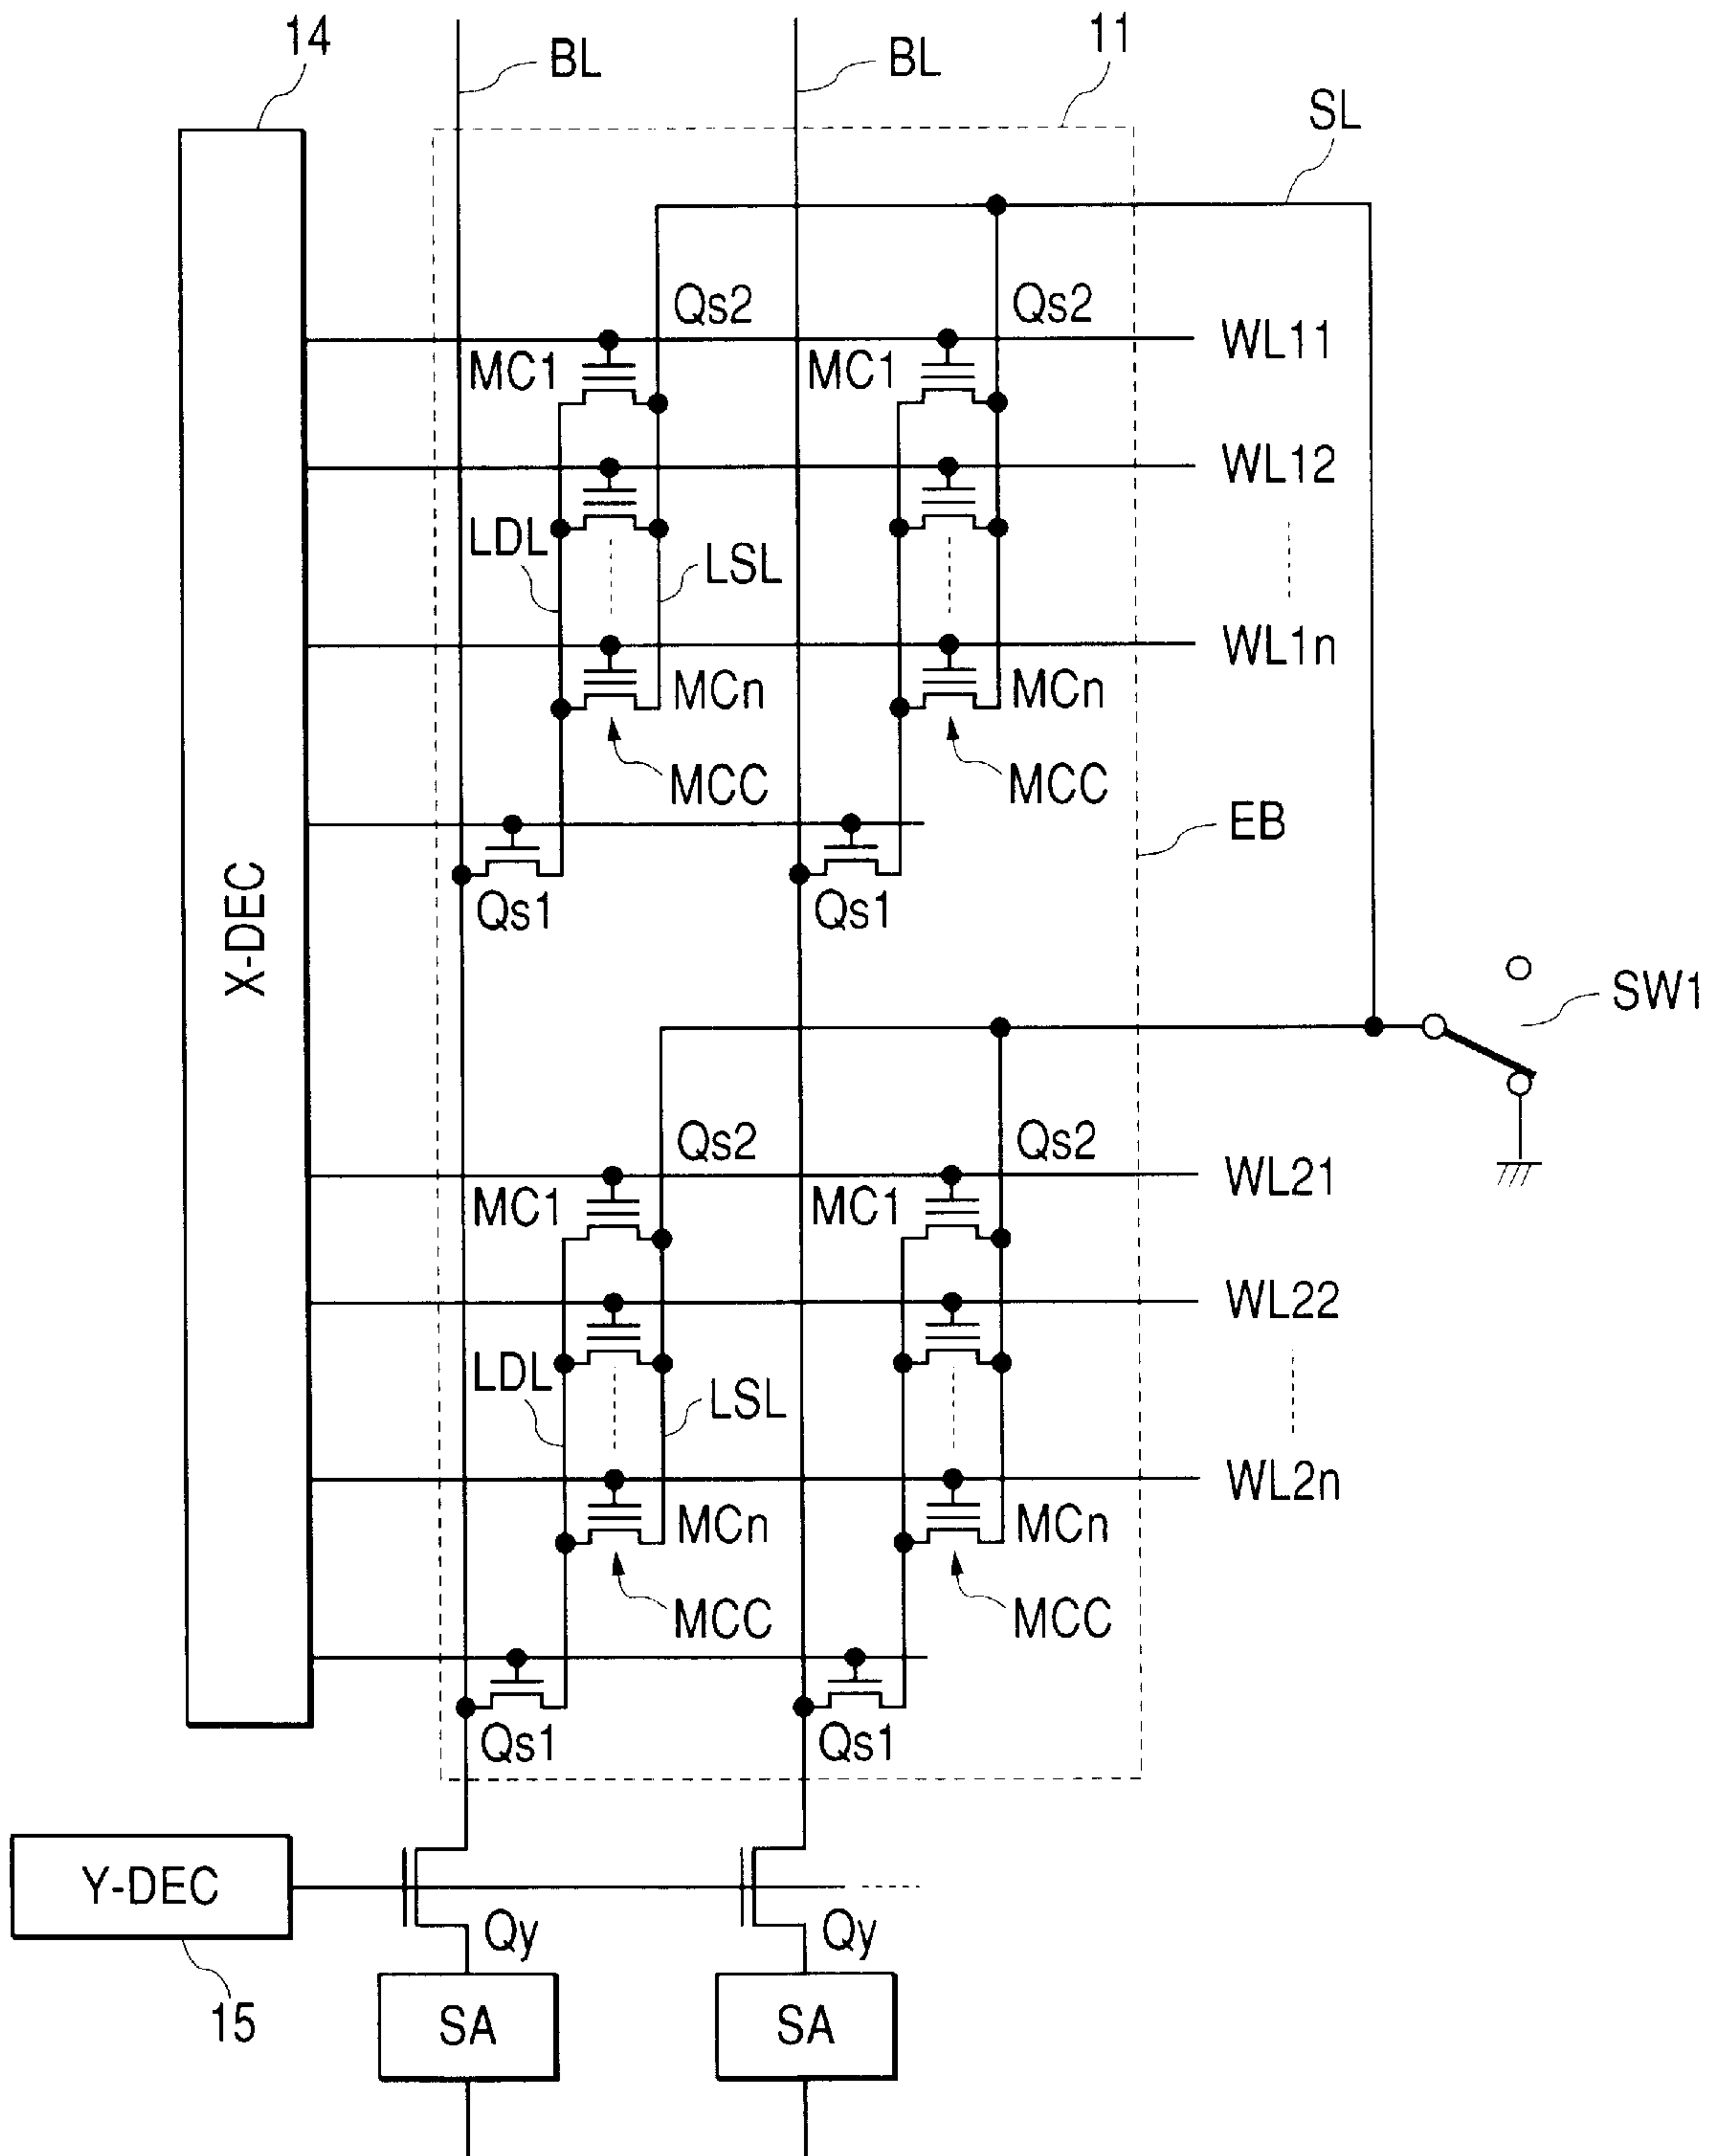 14
BL
BL
11
SL
Qs2
Qs2
WL11
MC1
MC1
WL12
LDL
LSL
WL1n
MCn
MCn
MCC
MCC
EB
X-DEC
Qs1
Qs1
SW1
Qs2
Qs2
WL21
MC1
MC1
WL22
LDL
LSL
WL2n
MCn
MCn
MCC
MCC
Qs1
Qs1
Y-DEC
Qy
Qy
15
SA
SA